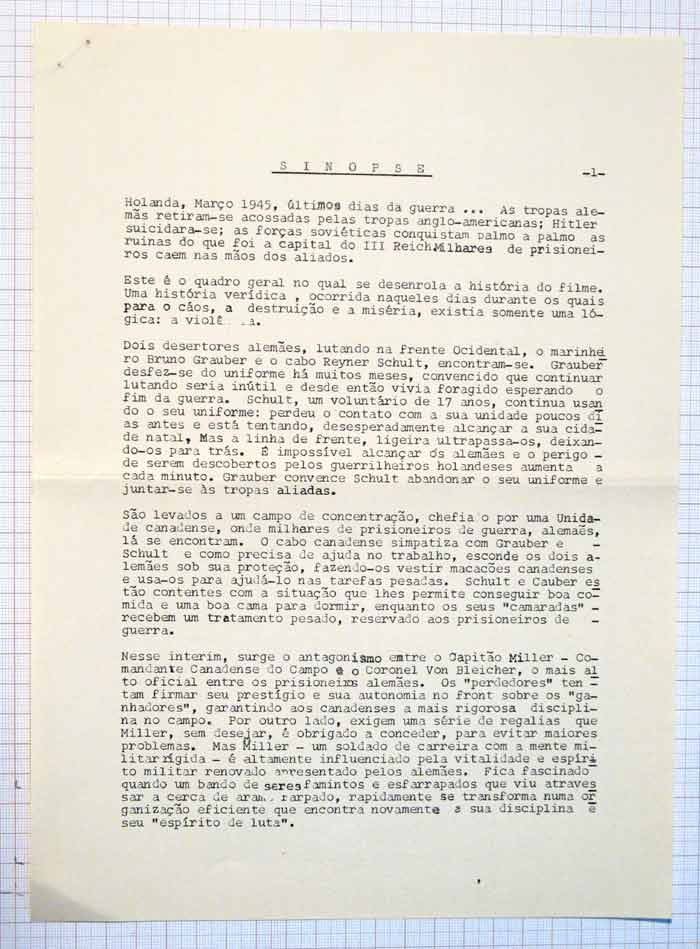 S I N O P S E
-1-
Holanda, Março 1945, últimos dias da guerra ... As tropas ale-
mãs retiram-se acossadas pelas tropas anglo-americanas; Hitler
suicidara-se; as forças soviéticas conquistam palmo a palmo as
ruinas do que foi a capital do III Reich.Milhares de prisionei-
ros caem nas mãos dos aliados.
Este é o quadro geral no qual se desenrola a história do filme.
Uma história verídica , ocorrida naqueles dias durante os quais
para o cáos, a destruição e a miséria, existia somente uma ló-
gica: a
Dois desertores alemães, lutando na frente Ocidental, o marinhei
ro Bruno Grauber e o cabo Reyner Schult, encontram-se. Grauber
desfez-se do uniforme há muitos meses, convencido que continuar
lutando seria inútil e desde então vivia foragido esperando o
fim da guerra. Schult, um voluntário de 17 anos, continua usan
do o seu uniforme: perdeu o contato com a sua unidade poucos di
as antes e está tentando, desesperadamente alcançar a sua cida-
de natal, Mas a linha de frente, ligeira ultrapassa-os, deixan-
do-os para trás. É impossível alcançar os alemães e o perigo -
de serem descobertos pelos guerrilheiros holandeses aumenta a
cada minuto. Grauber convence Schult abandonar o seu uniforme e
juntar-se às tropas aliadas.
São levados a um campo de concentração, chefia o por uma Unida-
de canadense, onde milhares de prisioneiros de guerra, alemães,
lá se encontram. O cabo canadense simpatiza com Grauber e -
Schult e como precisa de ajuda no trabalho, esconde os dois a-
lemães sob sua proteção, fazendo-os vestir macacões canadenses
e usa-os para ajudá-lo nas tarefas pesadas. Schult e Cauber es
tão contentes com a situação que lhes permite conseguir boa co-
mida e uma boa cama para dormir, enquanto os seus "camaradas" -
recebem um tratamento pesado, reservado aos prisioneiros de -
guerra.
Nesse interim, surge o antagonismo entre o Capitão Miller - Co-
mandante Canadense do Campo e o Coronel Von Bleicher, o mais al
to oficial entre os prisioneirs alemães. Os "perdedores" ten -
tam firmar seu prestígio e sua autonomia no front sobre os "ga-
nhadores", garantindo aos canadenses a mais rigorosa discipli-
na no campo. Por outro lado, exigem uma série de regalias que
Miller, sem desejar, é obrigado a conceder, para evitar maiores
problemas. Mas Miller - um soldado de carreira com a mente mi-
litar rígida - é altamente influenciado pela vitalidade e espíri
to militar renovado apresentado pelos alemães. Fica fascinado
quando um bando de seres famintos e esfarrapados que viu atraves
sar a cerca de rapidamente se transforma numa or
ganização eficiente que encontra novamente a sua disciplina e
seu "espírito de luta".